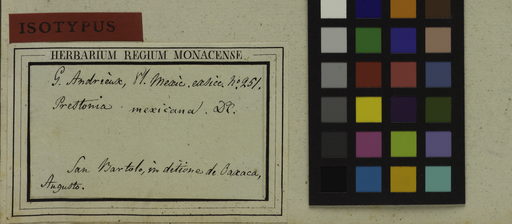 ISOTYPUS
HERBARIUM REGIUM MONACENSE
G. Andrieux, Pl. Mexic. exsicc. No. 251.
Prestonia mexicana. DC.
San Bartolo, in ditione de Oaxaca,
Augusto.